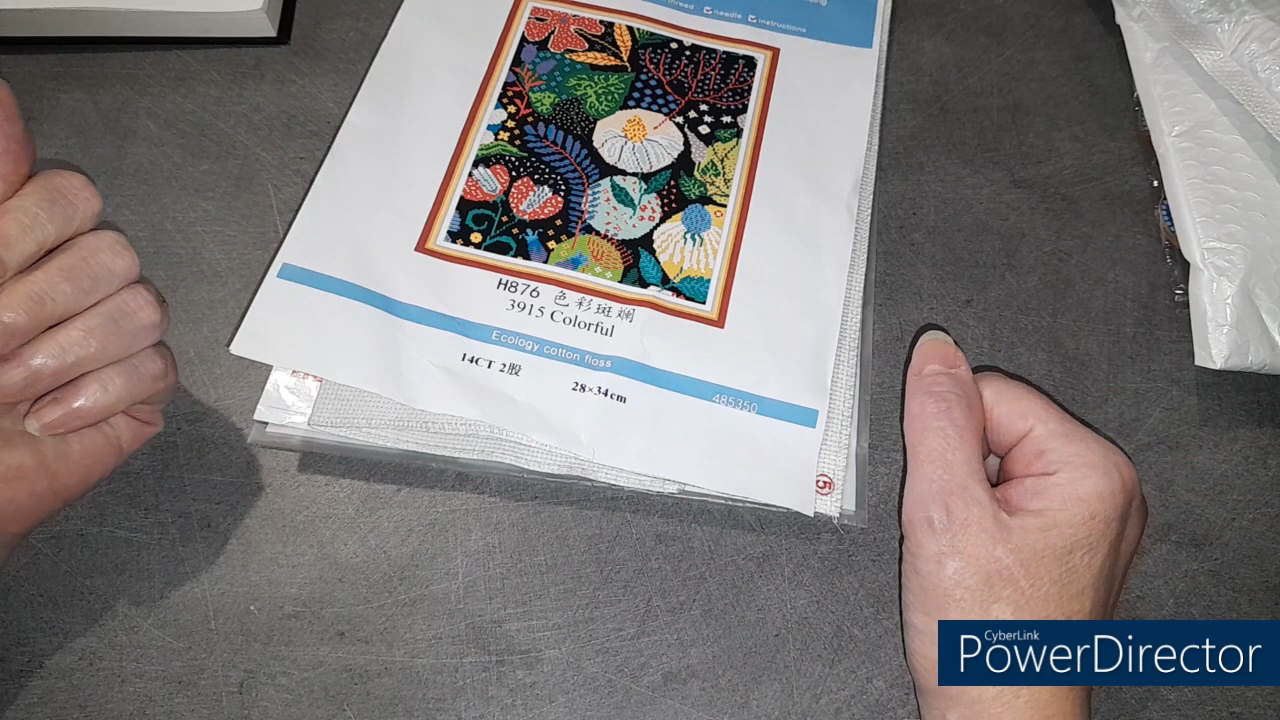 thread needle instructions
H876 色彩斑斓
3915 Colorful
Ecology cotton floss
14CT 2股
28×34cm
485350
⑤
CyberLink
PowerDirector